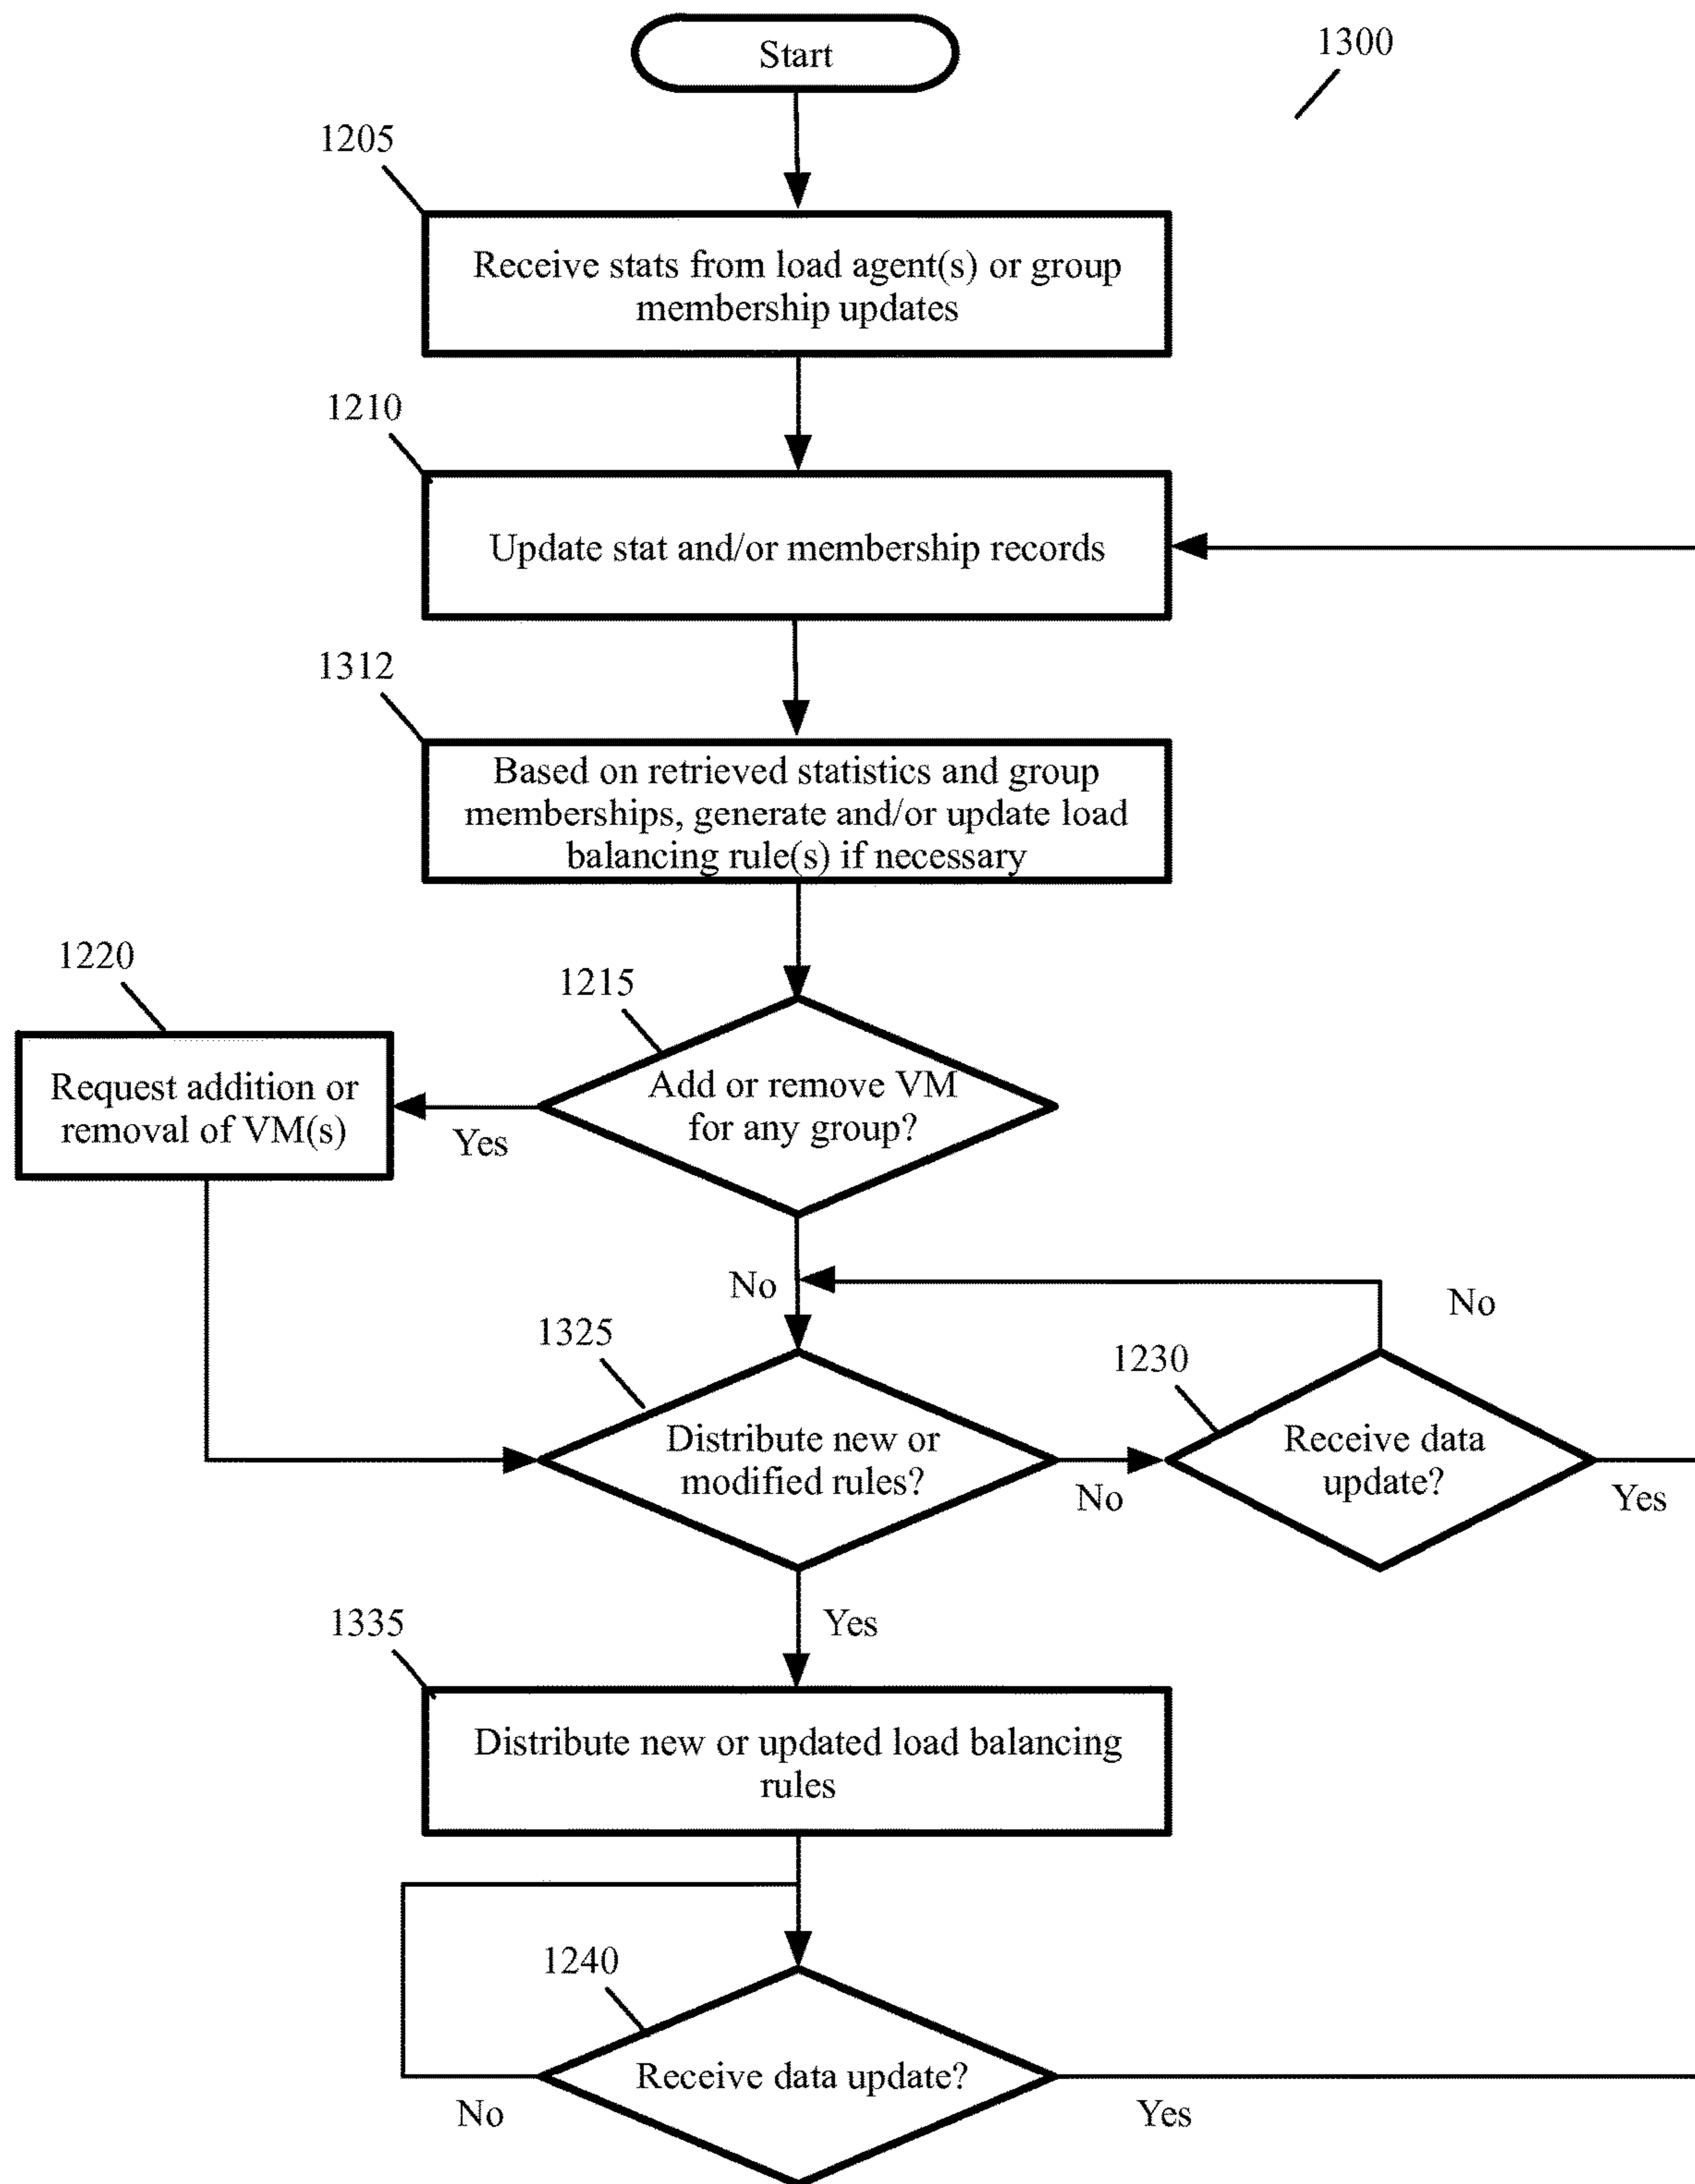 Start
1300
1205
Receive stats from load agent(s) or group
membership updates
1210
Update stat and/or membership records
1312
Based on retrieved statistics and group
memberships, generate and/or update load
balancing rule(s) if necessary
1220
1215
Request addition or
removal of VM(s)
Add or remove VM
for any group?
Yes
No
No
1325
1230
Distribute new or
modified rules?
Receive data
update?
No
Yes
Yes
1335
Distribute new or updated load balancing
rules
1240
Receive data update?
No
Yes